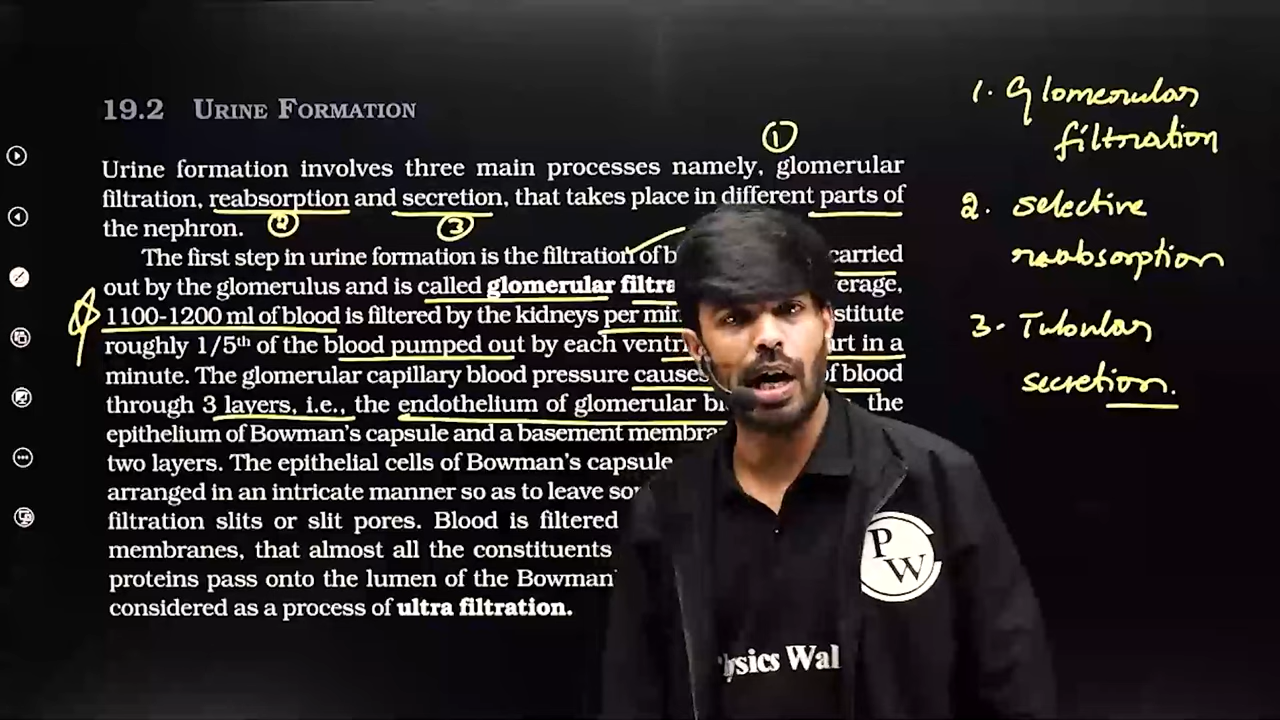 19.2 URINE FORMATION
①
Urine formation involves three main processes namely, glomerular
filtration, reabsorption and secretion, that takes place in different parts of
② ③
the nephron.
The first step in urine formation is the filtration of carried
out by the glomerulus and is called glomerular
1100-1200 ml of blood is filtered by the kidneys per
roughly 1/5th of the blood pumped out by each in a
minute. The glomerular capillary blood pressure causes of blood
through 3 layers, i.e., the endothelium of glomerular the
epithelium of Bowman's capsule and a basement
two layers. The epithelial cells of Bowman's capsule
arranged in an intricate manner so as to leave
filtration slits or slit pores. Blood is filtered
membranes, that almost all the constituents
proteins pass onto the lumen of the
considered as a process of ultra filtration.
1. Glomerular
filtration
2. selective
reabsorption
3. Tubular
secretion.
PW
ysics Wal